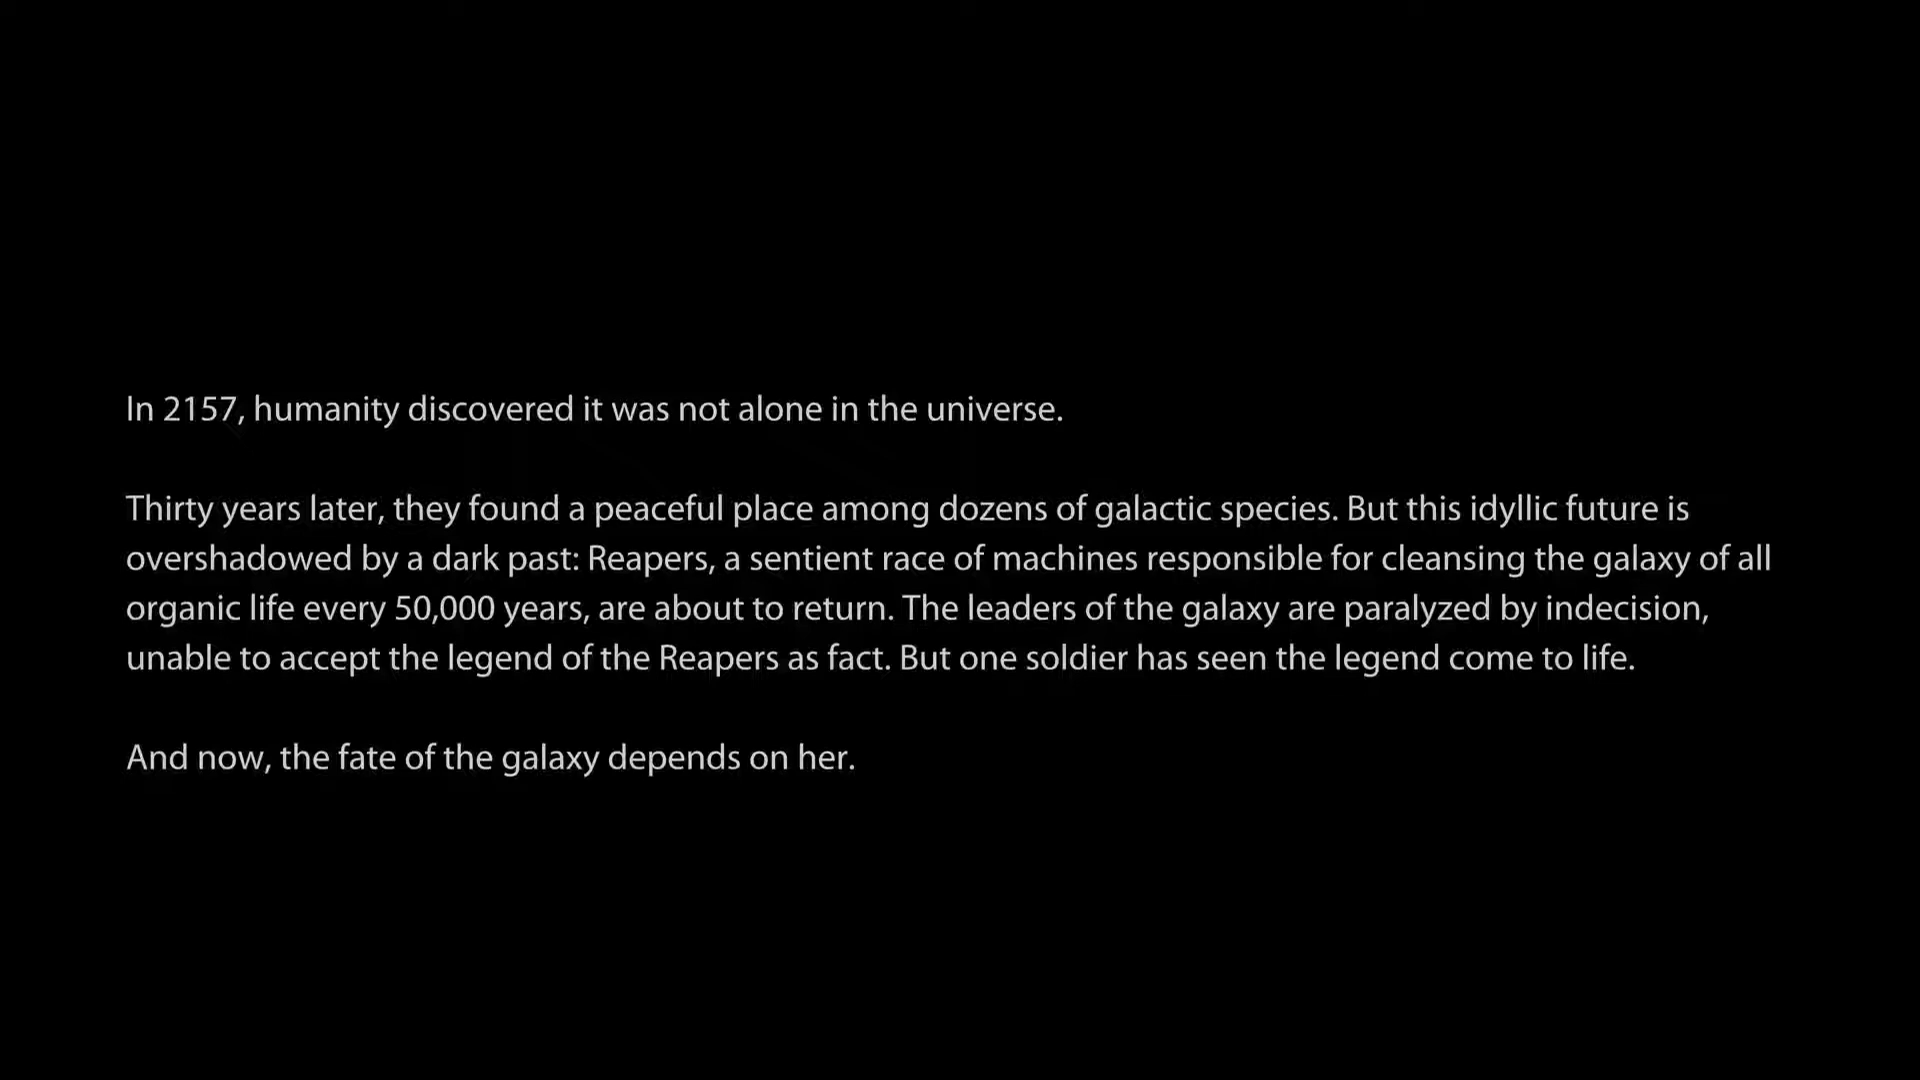 In 2157, humanity discovered it was not alone in the universe.
Thirty years later, they found a peaceful place among dozens of galactic species. But this idyllic future is
overshadowed by a dark past: Reapers, a sentient race of machines responsible for cleansing the galaxy of all
organic life every 50,000 years, are about to return. The leaders of the galaxy are paralyzed by indecision,
unable to accept the legend of the Reapers as fact. But one soldier has seen the legend come to life.
And now, the fate of the galaxy depends on her.